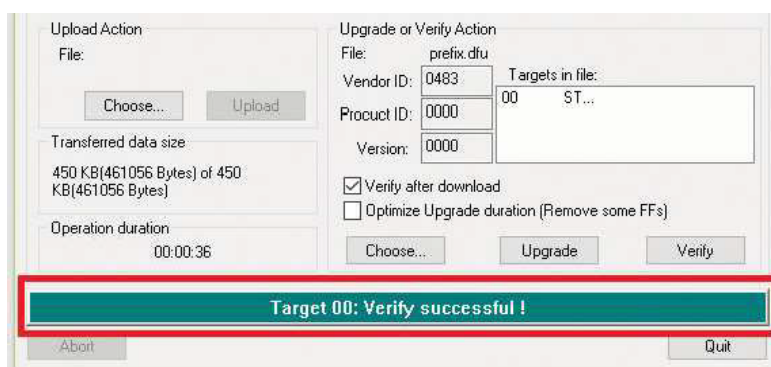 Upload Action
File:
Choose...
Upload
Transferred data size
450 KB(461056 Bytes) of 450
KB(461056 Bytes)
Operation duration
00:00:36
Upgrade or Verify Action
File: prefix.dfu
Vendor ID: 0483
Procuct ID: 0000
Version: 0000
Targets in file:
00 ST...
Verify after download
Optimize Upgrade duration (Remove some FFs)
Choose...
Upgrade
Verify
Target 00: Verify successful !
Abort
Quit